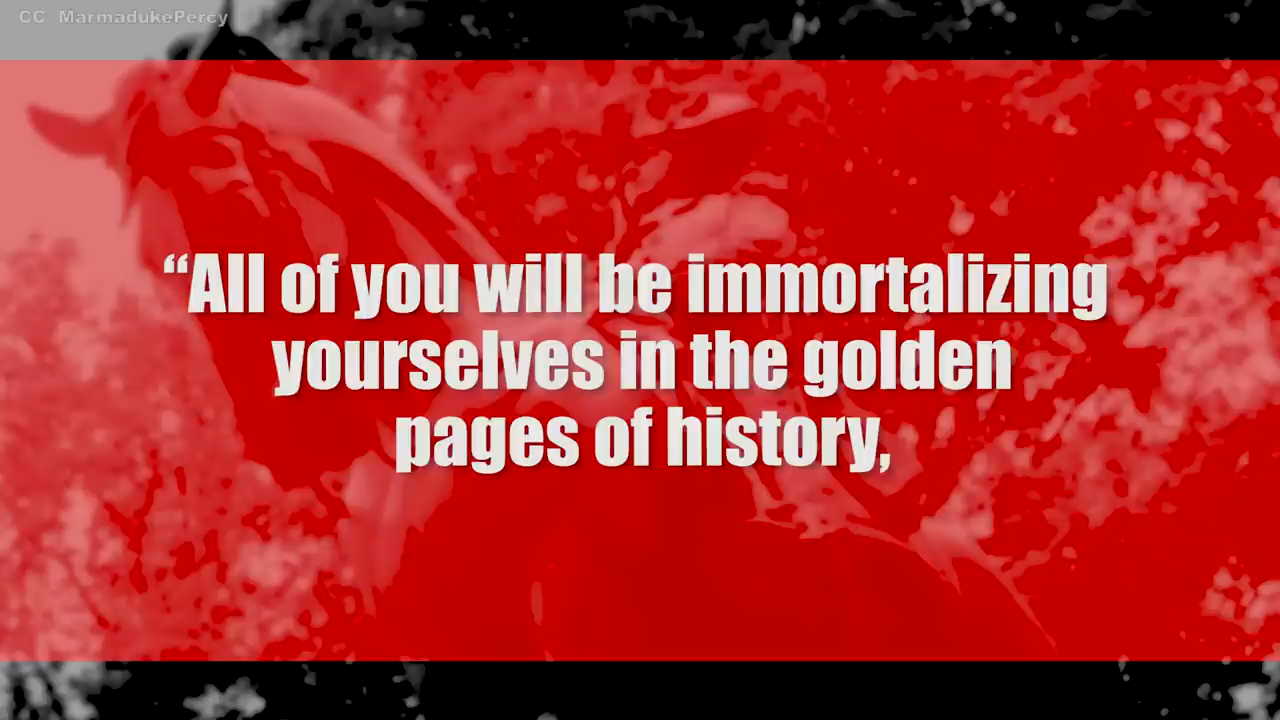 CC MarmadukePercy
“All of you will be immortalizing
yourselves in the golden
pages of history,